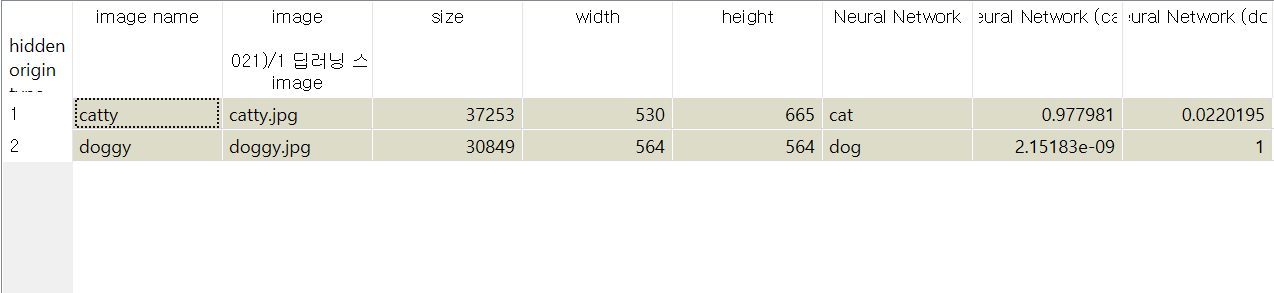 image name	image	size	width	height	Neural Network	eural Network (ca	ural Network (do
hidden
origin
021)/1 딥러닝 스
image
1	catty	catty.jpg	37253	530	665	cat	0.977981	0.0220195
2	doggy	doggy.jpg	30849	564	564	dog	2.15183e-09	1